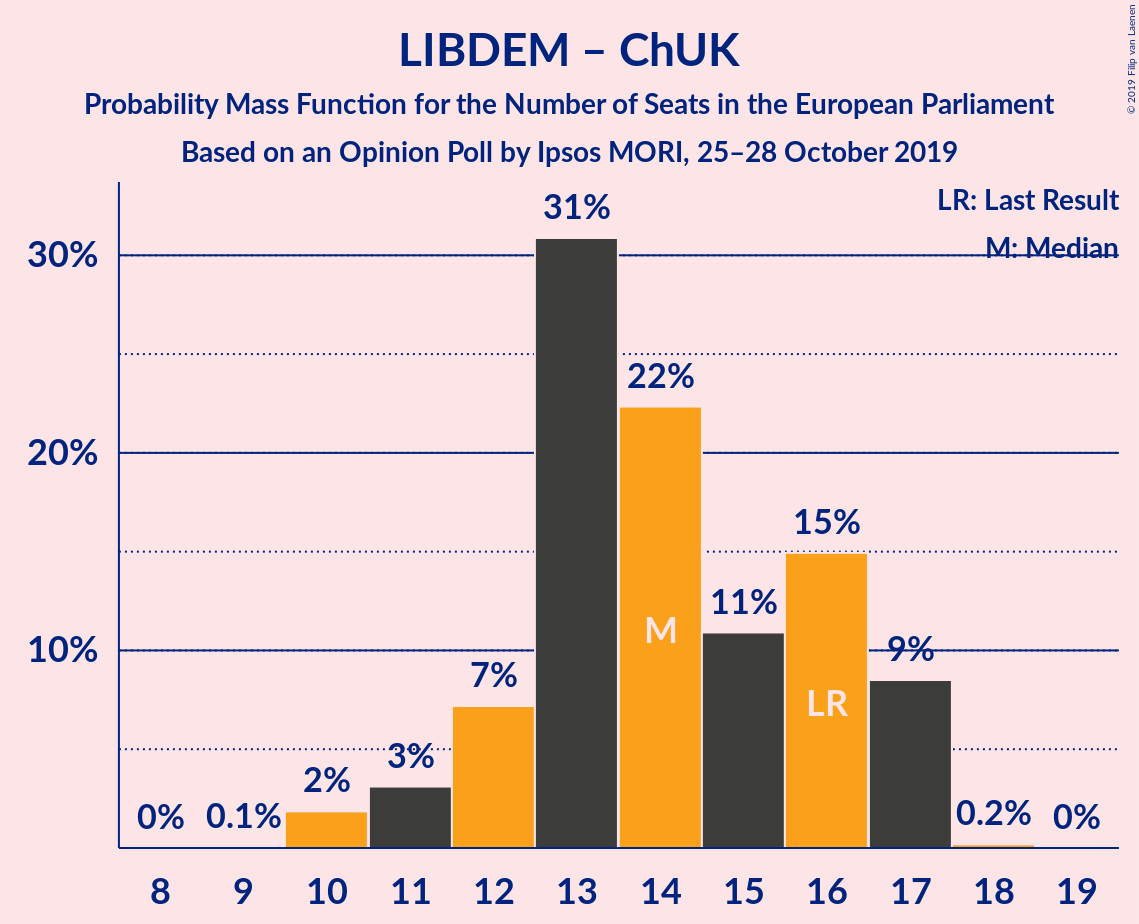 LIBDEM – ChUK
Probability Mass Function for the Number of Seats in the European Parliament
Based on an Opinion Poll by Ipsos MORI, 25–28 October 2019
© 2019 Filip van Laenen
LR: Last Result
M: Median
30%
20%
10%
0%
0.1%
2%
3%
7%
31%
22%
11%
15%
9%
0.2%
0%
M
LR
8 9 10 11 12 13 14 15 16 17 18 19